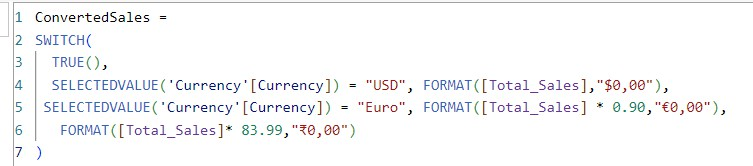 1 ConvertedSales =
2 SWITCH(
3 TRUE(),
4 SELECTEDVALUE('Currency'[Currency]) = "USD", FORMAT([Total_Sales],"$0,00"),
5 SELECTEDVALUE('Currency'[Currency]) = "Euro", FORMAT([Total_Sales] * 0.90,"€0,00"),
6 FORMAT([Total_Sales]* 83.99,"₹0,00")
7 )